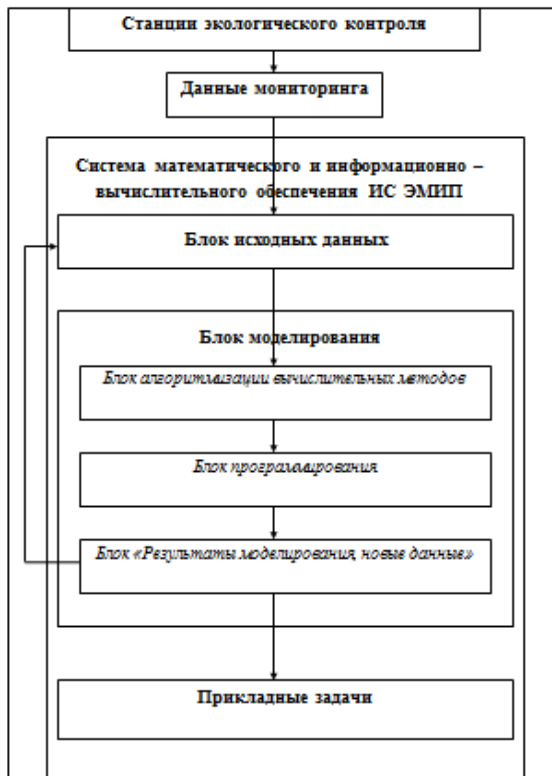 Станции экологического контроля
Данные мониторинга
Система математического и информационно –
вычислительного обеспечения ИС ЭМИП
Блок исходных данных
Блок моделирования
Блок алгоритмизации вычислительных методов
Блок программирования
Блок «Результаты моделирования, новые данные»
Прикладные задачи